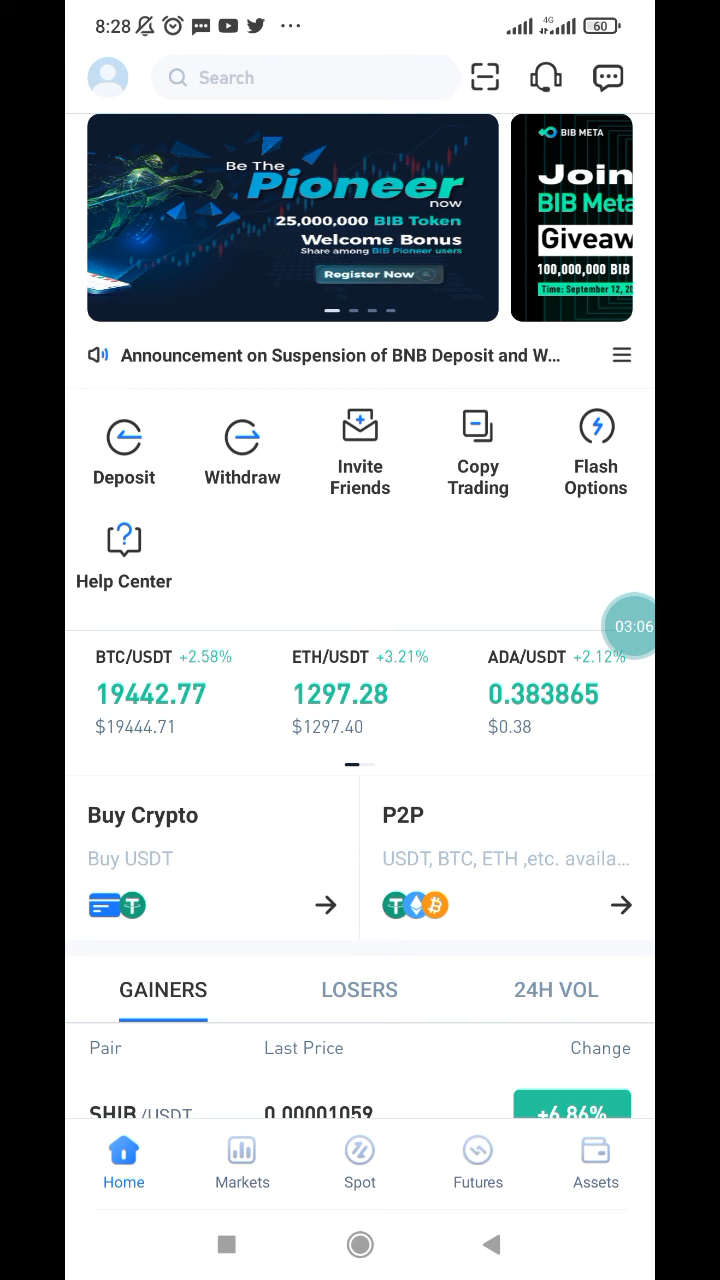 8:28
4G
60
Search
Be The
Pioneer
now
25,000,000 BIB Token
Welcome Bonus
Share among BIB Pioneer users
Register Now
BIB META
Join
BIB Meta
Giveaw
100,000,000 BIB
Time: September 12, 20
Announcement on Suspension of BNB Deposit and W...
Deposit
Withdraw
Invite
Friends
Copy
Trading
Flash
Options
Help Center
03:06
BTC/USDT +2.58%
19442.77
$19444.71
ETH/USDT +3.21%
1297.28
$1297.40
ADA/USDT +2.12%
0.383865
$0.38
Buy Crypto
Buy USDT
P2P
USDT, BTC, ETH ,etc. availa...
GAINERS LOSERS 24H VOL
Pair Last Price Change
SHIB /USDT 0.00001059 +6.86%
Home Markets Spot Futures Assets